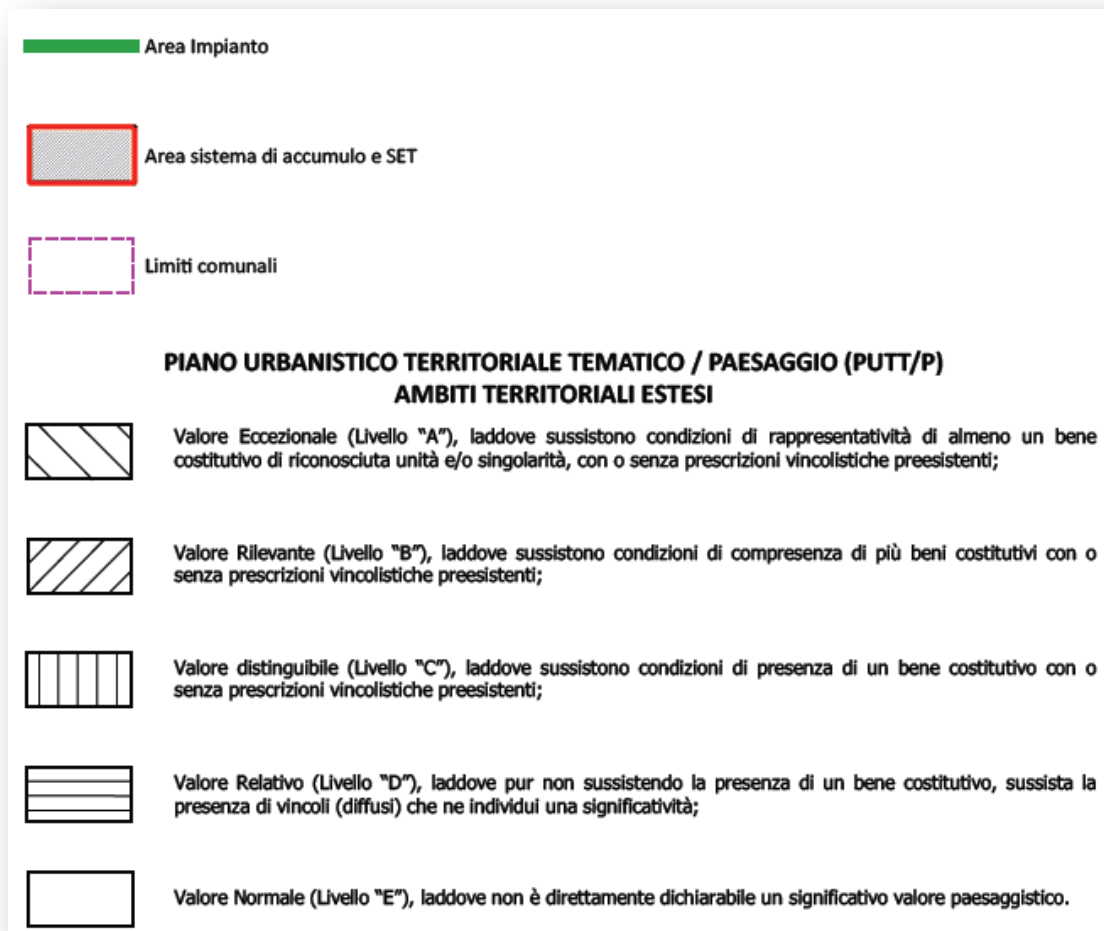 Area Impianto
Area sistema di accumulo e SET
Limiti comunali
PIANO URBANISTICO TERRITORIALE TEMATICO / PAESAGGIO (PUTT/P)
AMBITI TERRITORIALI ESTESI
Valore Eccezionale (Livello "A"), laddove sussistono condizioni di rappresentatività di almeno un bene
costitutivo di riconosciuta unità e/o singolarità, con o senza prescrizioni vincolistiche preesistenti;
Valore Rilevante (Livello "B"), laddove sussistono condizioni di compresenza di più beni costitutivi con o
senza prescrizioni vincolistiche preesistenti;
Valore distinguibile (Livello "C"), laddove sussistono condizioni di presenza di un bene costitutivo con o
senza prescrizioni vincolistiche preesistenti;
Valore Relativo (Livello "D"), laddove pur non sussistendo la presenza di un bene costitutivo, sussista la
presenza di vincoli (diffusi) che ne individui una significatività;
Valore Normale (Livello "E"), laddove non è direttamente dichiarabile un significativo valore paesaggistico.